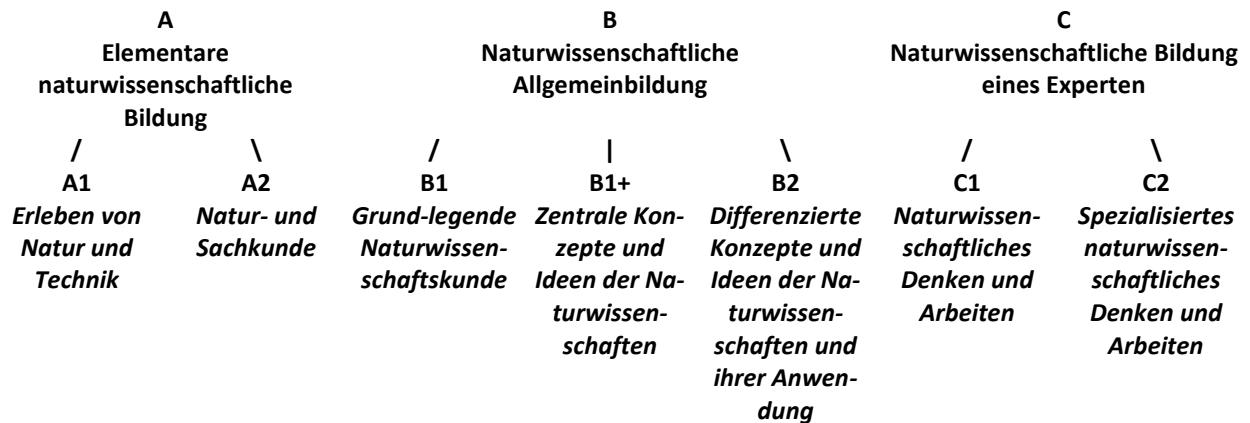 A
Elementare
naturwissenschaftliche
Bildung
B
Naturwissenschaftliche
Allgemeinbildung
C
Naturwissenschaftliche Bildung
eines Experten
/
\
/
|
\
/
\
A1
Erleben von
Natur und
Technik
A2
Natur- und
Sachkunde
B1
Grund-legende
Naturwissen-
schaftskunde
B1+
Zentrale Kon-
zepte und
Ideen der Na-
turwissen-
schaften
B2
Differenzierte
Konzepte und
Ideen der Na-
turwissen-
schaften und
ihrer Anwen-
dung
C1
Naturwissen-
schaftliches
Denken und
Arbeiten
C2
Spezialisiertes
naturwissen-
schaftliches
Denken und
Arbeiten